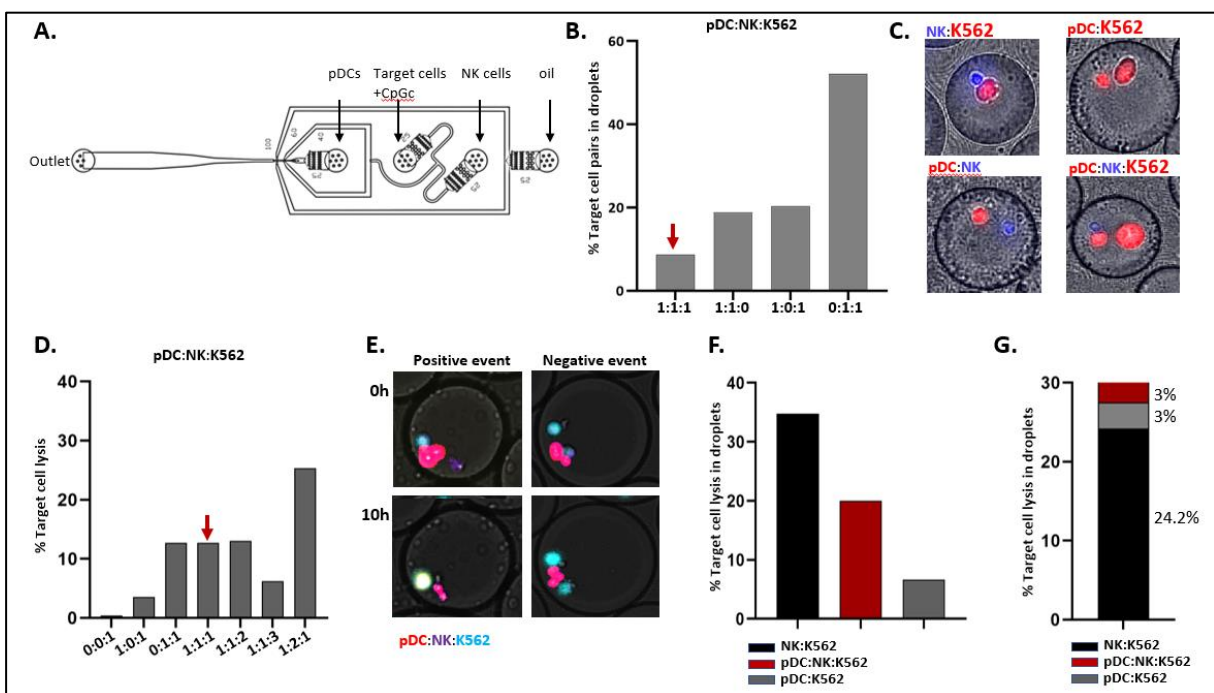 A.
pDCs
Target cells
+CpGc
NK cells
oil
Outlet
100
60
40
25
25
25
B.
pDC:NK:K562
% Target cell pairs in droplets
60
40
20
0
1:1:1
1:1:0
1:0:1
0:1:1
C.
NK:K562
pDC:K562
pDC:NK
pDC:NK:K562
D.
pDC:NK:K562
% Target cell lysis
40
30
20
10
0
0:0:1
1:0:1
0:1:1
1:1:1
1:1:2
1:1:3
1:2:1
E.
Positive event
Negative event
0h
10h
pDC:NK:K562
F.
% Target cell lysis in droplets
40
30
20
10
0
NK:K562
pDC:NK:K562
pDC:K562
G.
% Target cell lysis in droplets
30
20
10
0
3%
3%
24.2%
NK:K562
pDC:NK:K562
pDC:K562